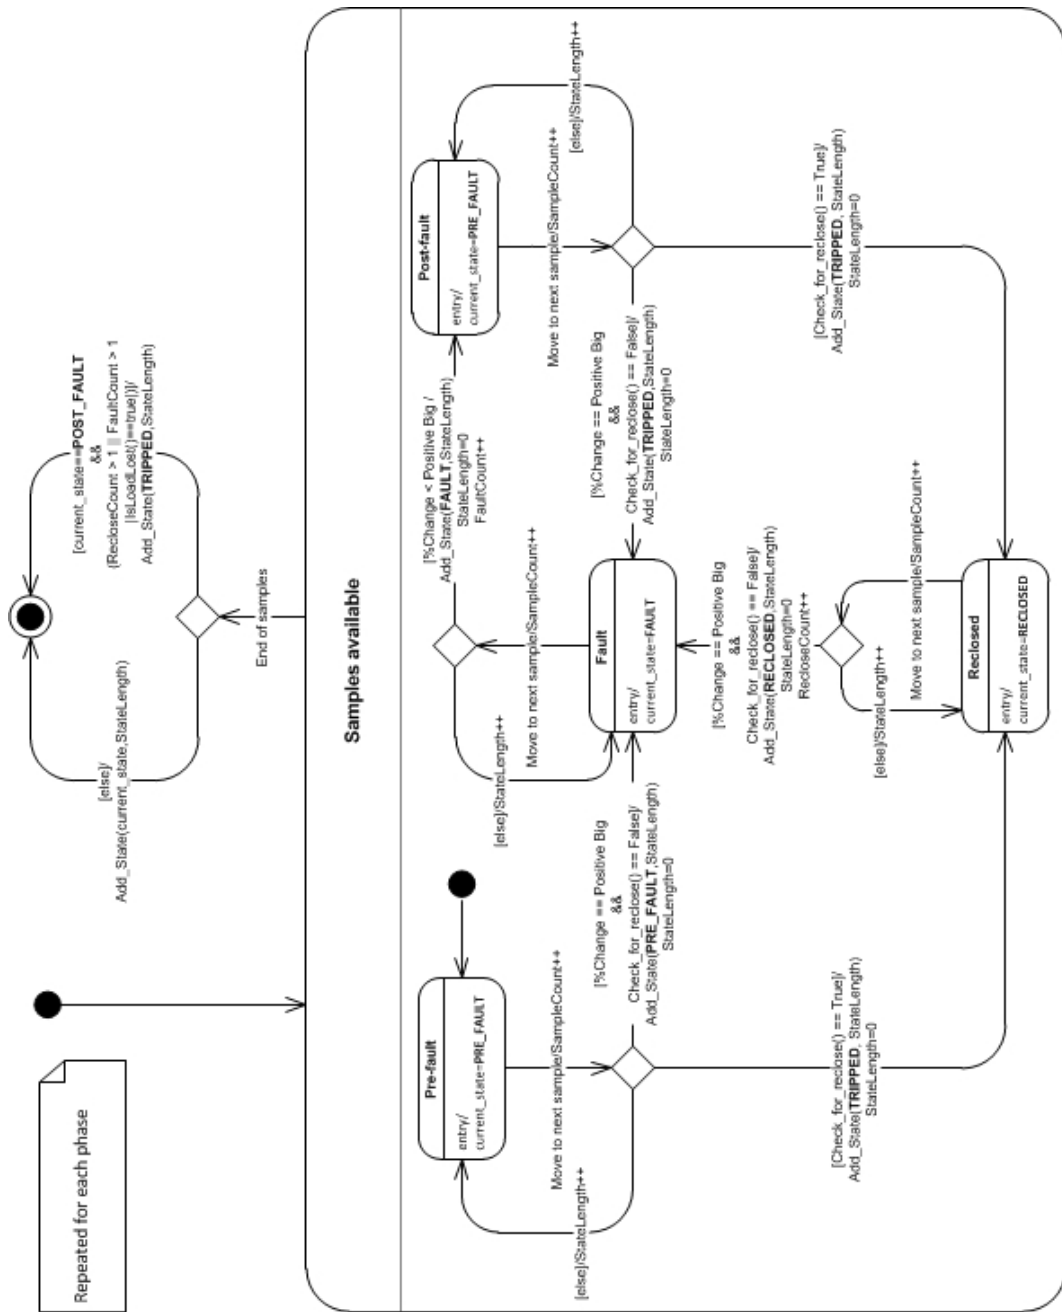 Repeated for each phase
[else]/
Add_State(current_state,StateLength)
[current_state==POST_FAULT
&&
(RecloseCount > 1 || FaultCount > 1
||IsLoadLost()==true|)]/
Add_State(TRIPPED,StateLength)
End of samples
Samples available
Pre-fault
entry/
current_state=PRE_FAULT
Move to next sample/SampleCount++
[else]/StateLength++
[%Change == Positive Big
&&
Check_for_reclose() == False]/
Add_State(PRE_FAULT,StateLength)
StateLength=0
[Check_for_reclose() == True]/
Add_State(TRIPPED, StateLength)
StateLength=0
[else]/StateLength++
Move to next sample/SampleCount++
Fault
entry/
current_state=FAULT
[%Change < Positive Big /
Add_State(FAULT,StateLength)
StateLength=0
FaultCount++
Post-fault
entry/
current_state=PRE_FAULT
Move to next sample/SampleCount++
[else]/StateLength++
[%Change == Positive Big
&&
Check_for_reclose() == False]/
Add_State(TRIPPED,StateLength)
StateLength=0
[Check_for_reclose() == True]/
Add_State(TRIPPED, StateLength)
StateLength=0
[%Change == Positive Big
&&
Check_for_reclose() == False]/
Add_State(RECLOSED,StateLength)
StateLength=0
RecloseCount++
[else]/StateLength++
Move to next sample/SampleCount++
Reclosed
entry/
current_state=RECLOSED